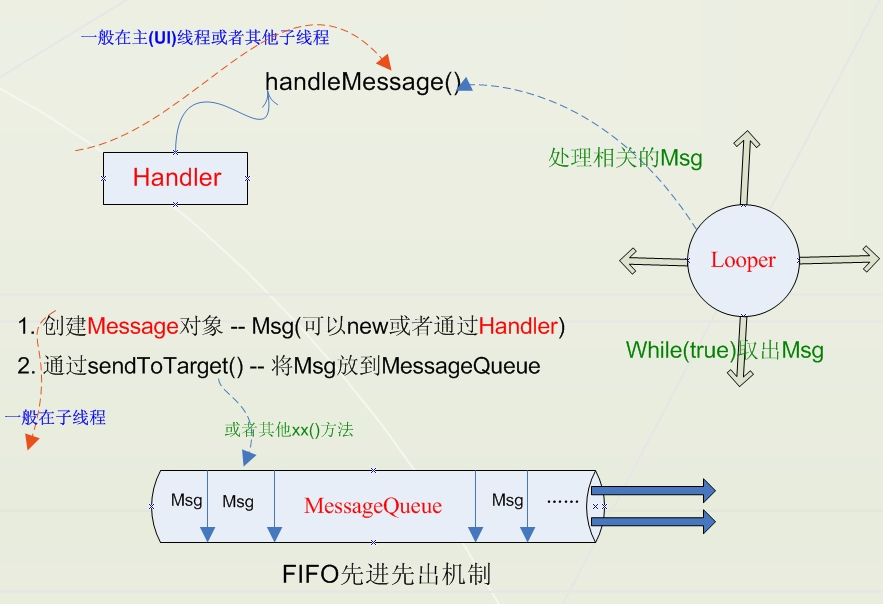 一般在主(UI)线程或者其他子线程
handleMessage()
处理相关的Msg
Handler
Looper
1. 创建Message对象 -- Msg(可以new或者通过Handler)
While(true)取出Msg
2. 通过sendToTarget() -- 将Msg放到MessageQueue
一般在子线程
或者其他xx()方法
Msg Msg MessageQueue Msg ······
FIFO先进先出机制